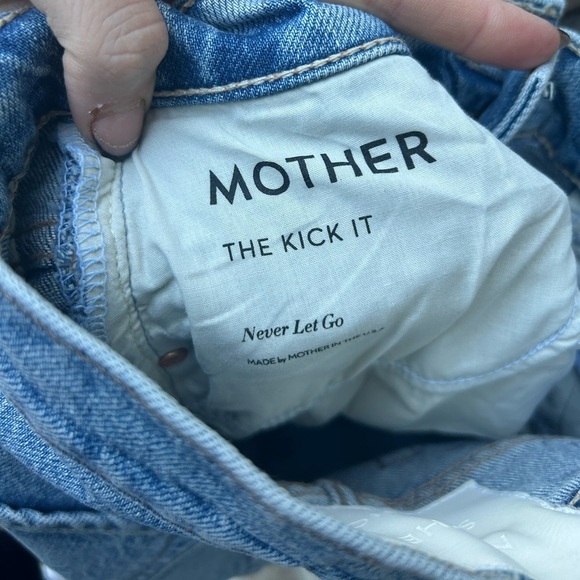 MOTHER
THE KICK IT
Never Let Go
MADE by MOTHER IN THE U.S.A